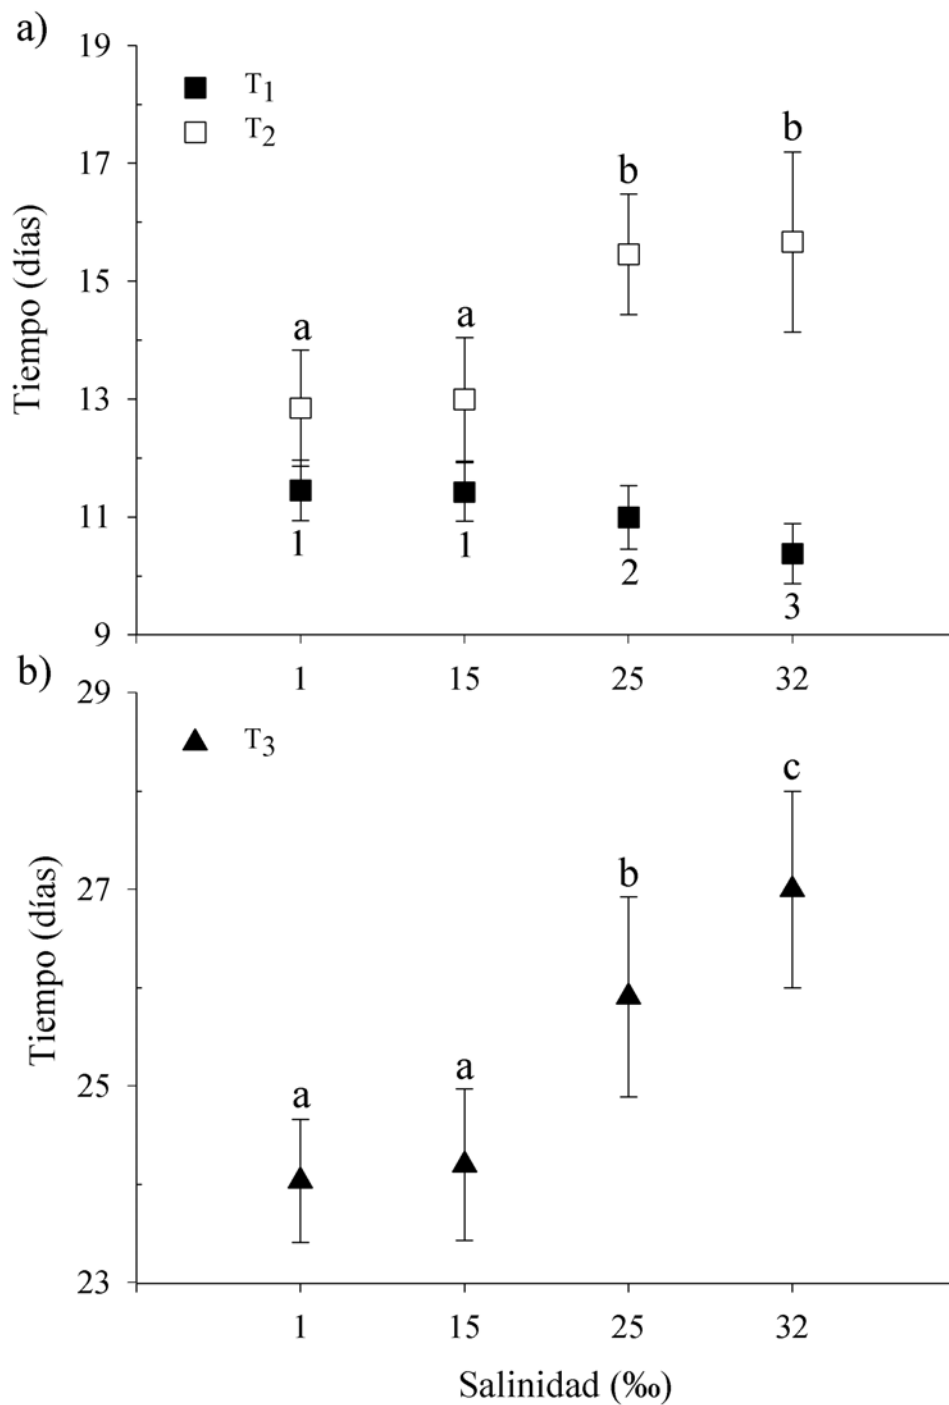 a)
19
T1
T2
b
b
17
15
a
a
13
11
1
1
2
3
9
1 15 25 32
Tiempo (días)
b)
29
T3
c
b
27
a
a
25
23
1 15 25 32
Tiempo (días)
Salinidad (‰)